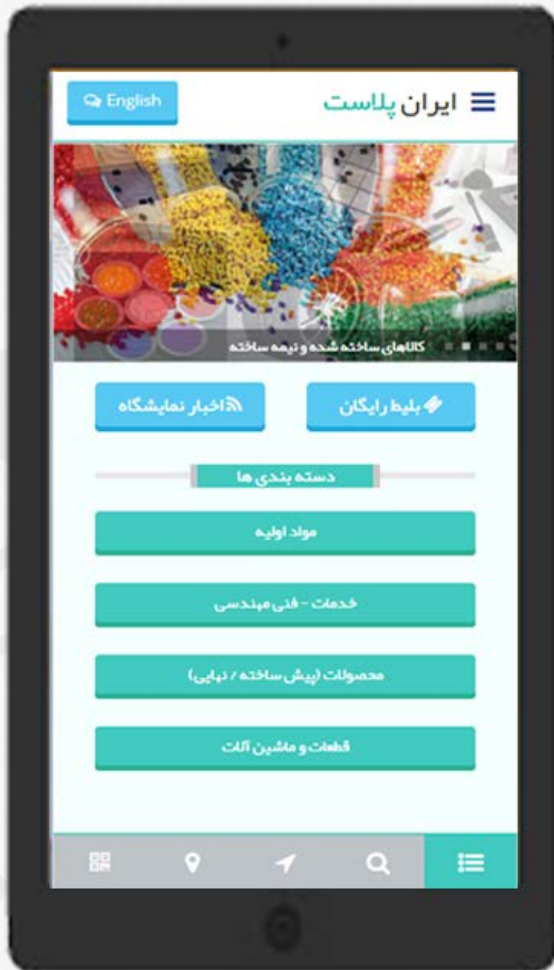 ایران پلاست
English
کالاهای ساخته شده و نیمه ساخته
بلیط رایگان
اخبار نمایشگاه
دسته بندی ها
مواد اولیه
خدمات - فنی مهندسی
محصولات (پیش ساخته / نهایی)
قطعات و ماشین آلات